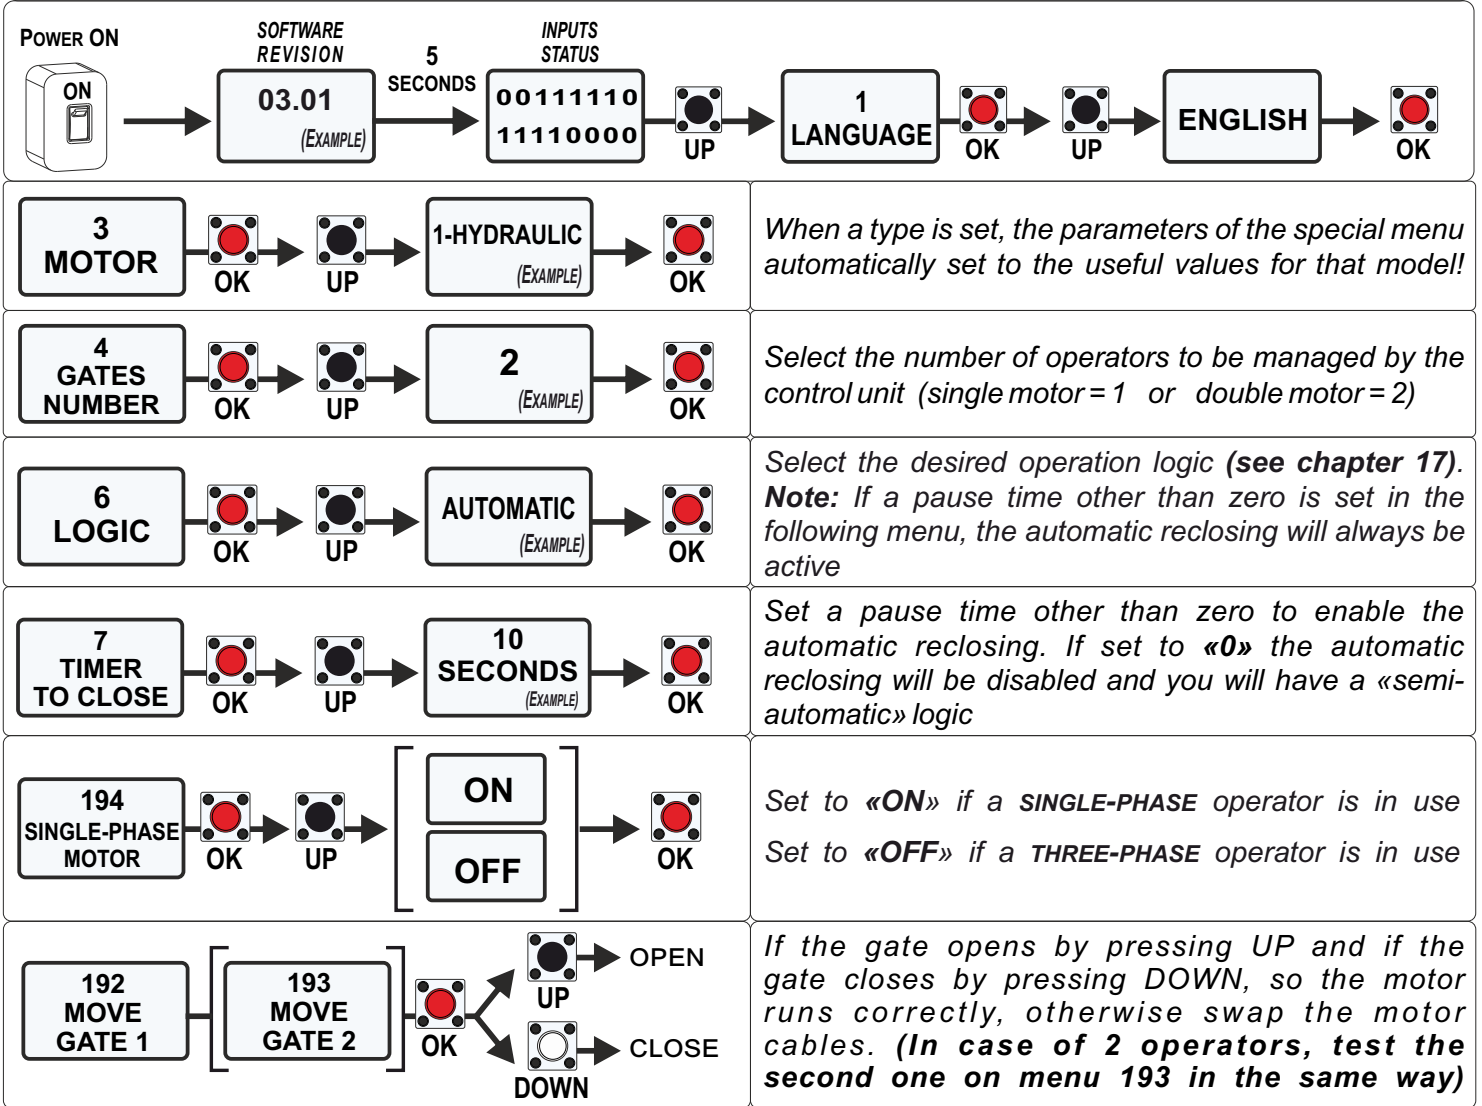 POWER ON
ON
SOFTWARE
REVISION
03.01
(EXAMPLE)
5
SECONDS
INPUTS
STATUS
00111110
11110000
UP
1
LANGUAGE
OK
UP
ENGLISH
OK
3
MOTOR
OK
UP
1-HYDRAULIC
(EXAMPLE)
OK
When a type is set, the parameters of the special menu
automatically set to the useful values for that model!
4
GATES
NUMBER
OK
UP
2
(EXAMPLE)
OK
Select the number of operators to be managed by the
control unit (single motor = 1 or double motor = 2)
6
LOGIC
OK
UP
AUTOMATIC
(EXAMPLE)
OK
Select the desired operation logic (see chapter 17).
Note: If a pause time other than zero is set in the
following menu, the automatic reclosing will always be
active
7
TIMER
TO CLOSE
OK
UP
10
SECONDS
(EXAMPLE)
OK
Set a pause time other than zero to enable the
automatic reclosing. If set to «0» the automatic
reclosing will be disabled and you will have a «semi-
automatic» logic
194
SINGLE-PHASE
MOTOR
OK
UP
ON
OFF
OK
Set to «ON» if a SINGLE-PHASE operator is in use
Set to «OFF» if a THREE-PHASE operator is in use
192
MOVE
GATE 1
193
MOVE
GATE 2
OK
UP
OPEN
DOWN
CLOSE
If the gate opens by pressing UP and if the
gate closes by pressing DOWN, so the motor
runs correctly, otherwise swap the motor
cables. (In case of 2 operators, test the
second one on menu 193 in the same way)